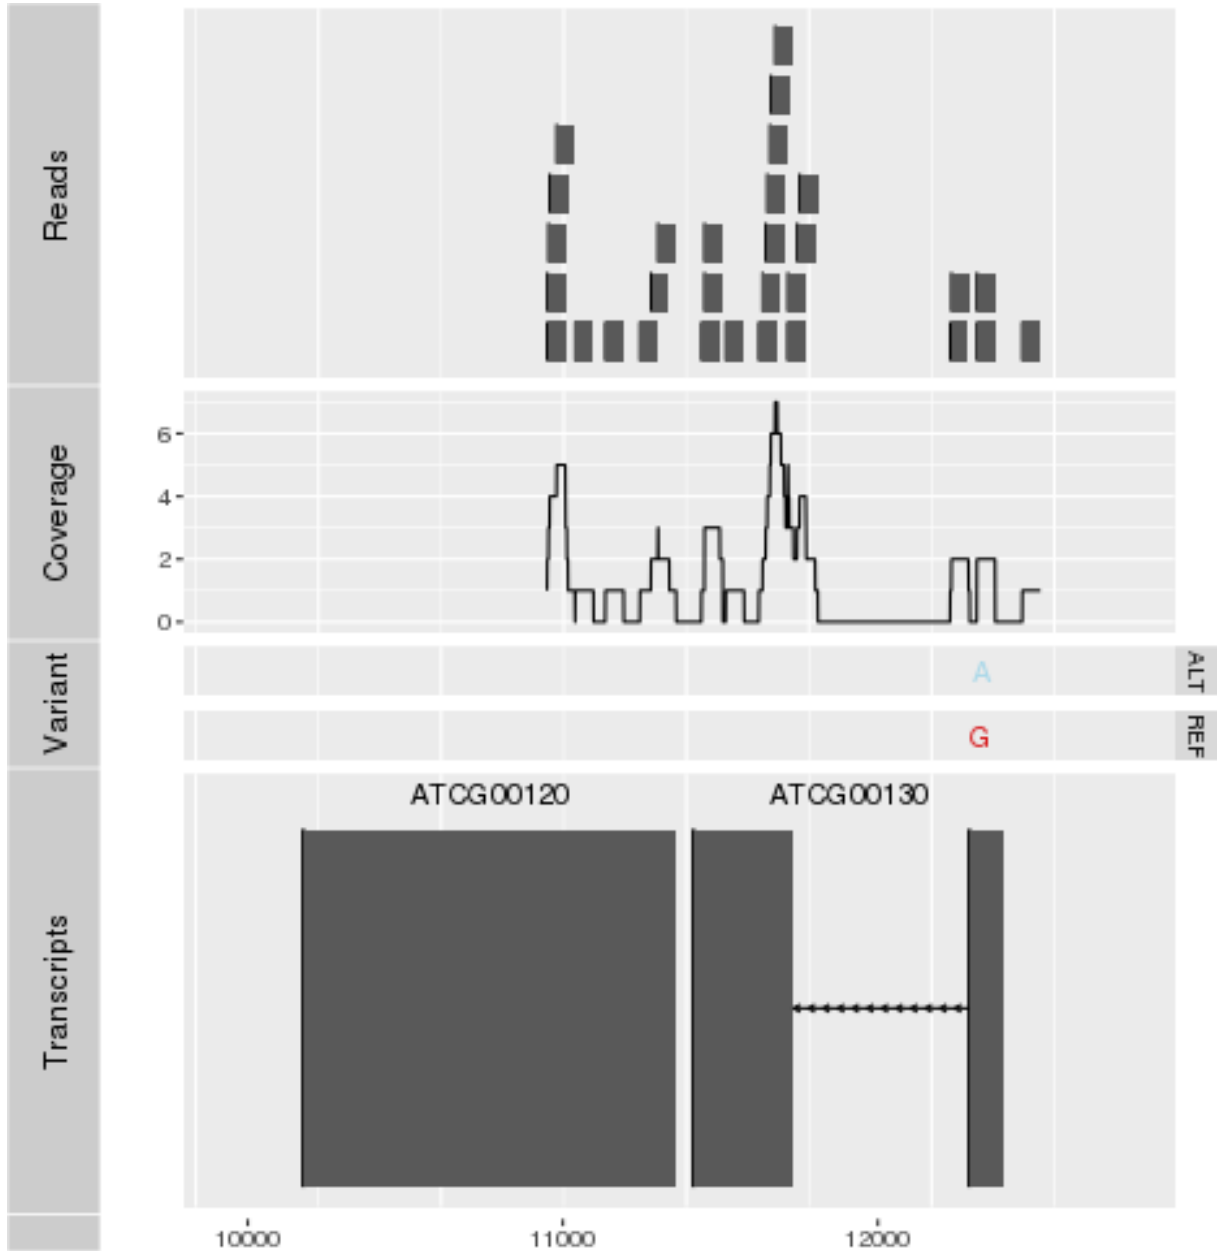 Reads
Coverage
6
4
2
0
Variant
A
ALT
G
REF
Transcripts
ATCG00120 ATCG00130
10000 11000 12000